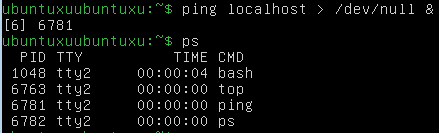 ubuntuxuubuntuxu:~$ ping localhost > /dev/null &
[6] 6781
ubuntuxuubuntuxu:~$ ps
PID TTY TIME CMD
1048 tty2 00:00:04 bash
6763 tty2 00:00:00 top
6781 tty2 00:00:00 ping
6782 tty2 00:00:00 ps